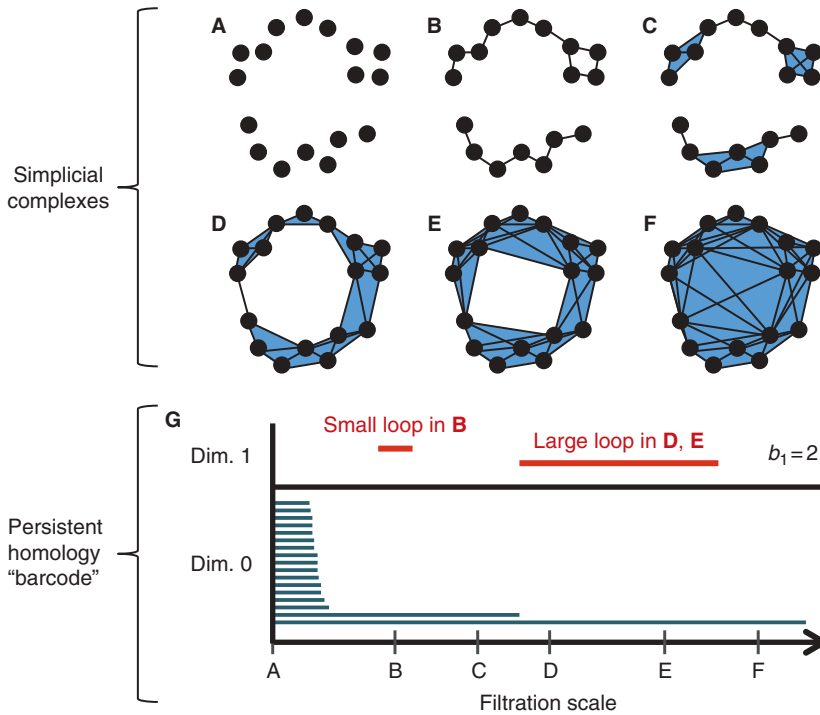 A
B
C
Simplicial
complexes
D
E
F
G
Small loop in B
Large loop in D, E
b1 = 2
Dim. 1
Persistent
homology
“barcode”
Dim. 0
A
B
C
D
E
F
Filtration scale